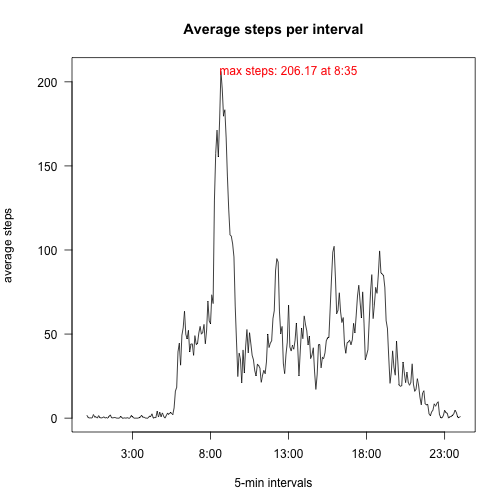 Average steps per interval
max steps: 206.17 at 8:35
200
150
100
50
0
average steps
3:00 8:00 13:00 18:00 23:00
5-min intervals